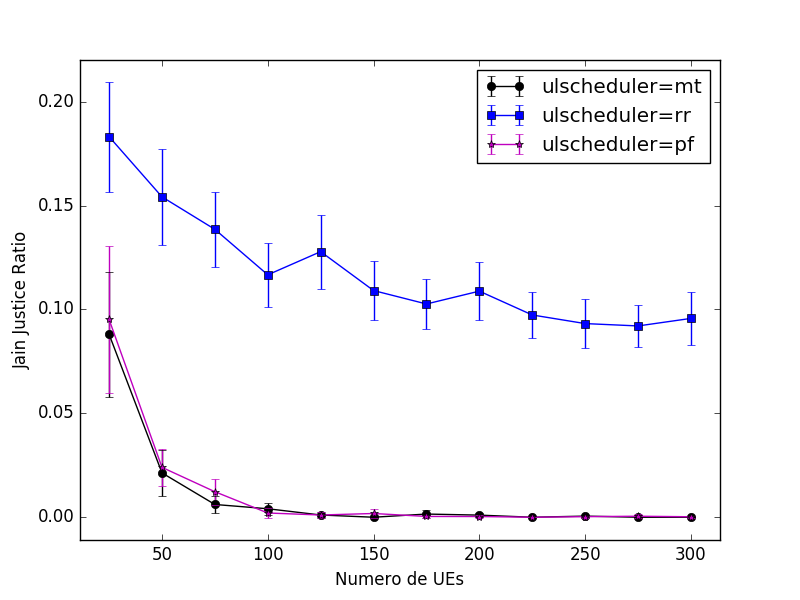 ulscheduler=mt
ulscheduler=rr
ulscheduler=pf
0.20
0.15
0.10
0.05
0.00
Jain Justice Ratio
50 100 150 200 250 300
Numero de UEs